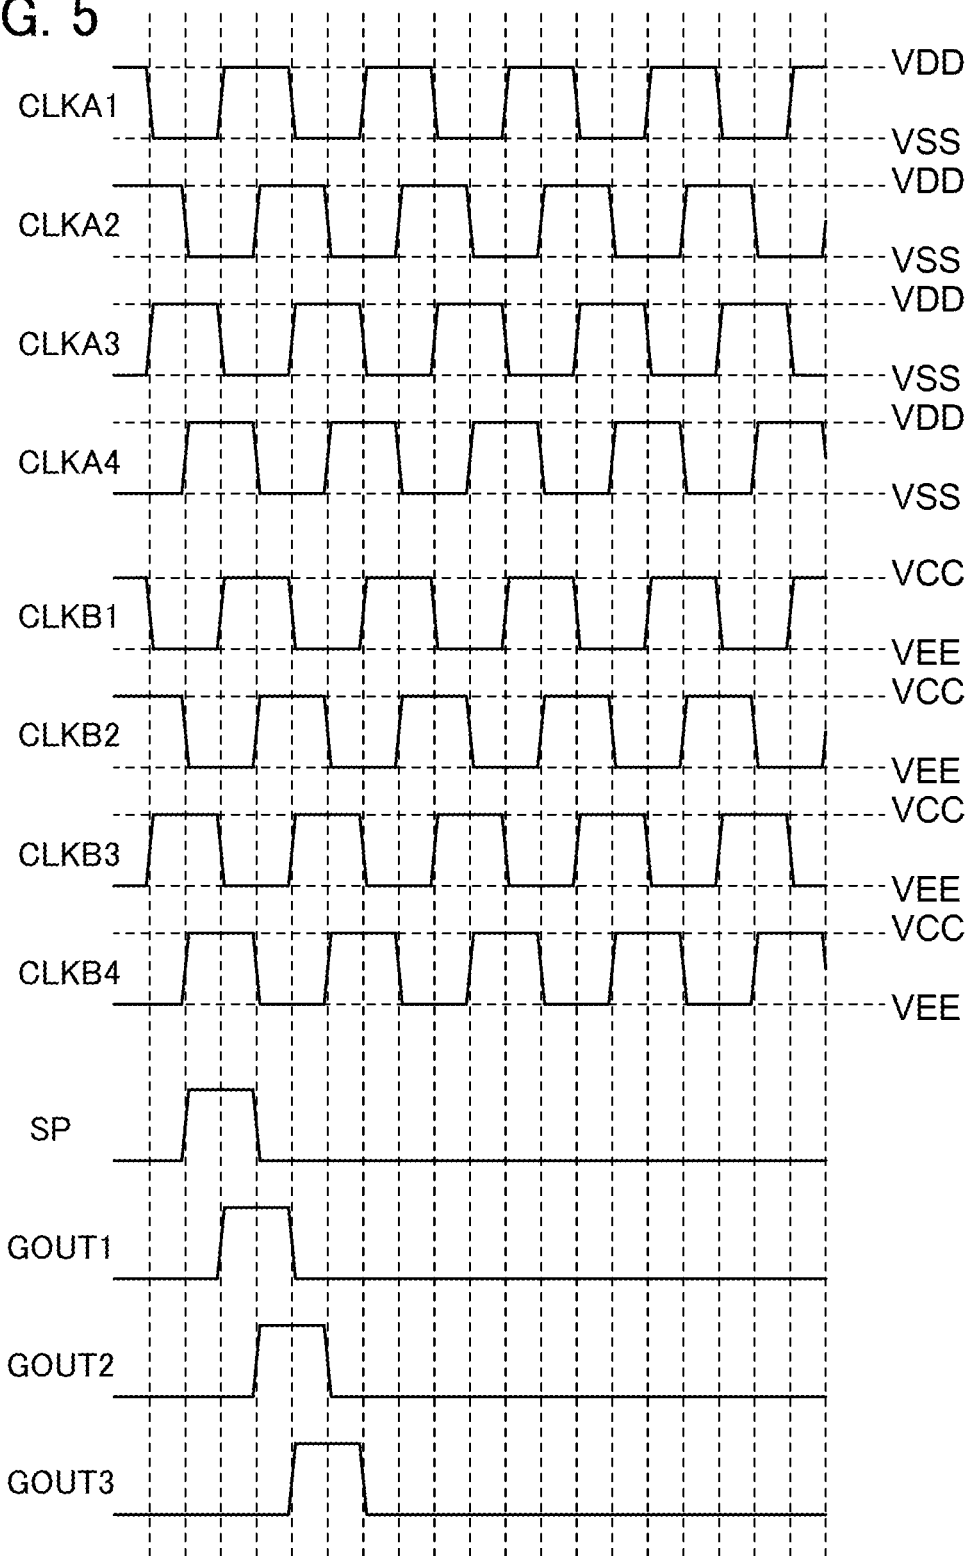 G. 5
VDD
CLKA1
VSS
VDD
CLKA2
VSS
VDD
CLKA3
VSS
VDD
CLKA4
VSS
VCC
CLKB1
VEE
VCC
CLKB2
VEE
VCC
CLKB3
VEE
VCC
CLKB4
VEE
SP
GOUT1
GOUT2
GOUT3